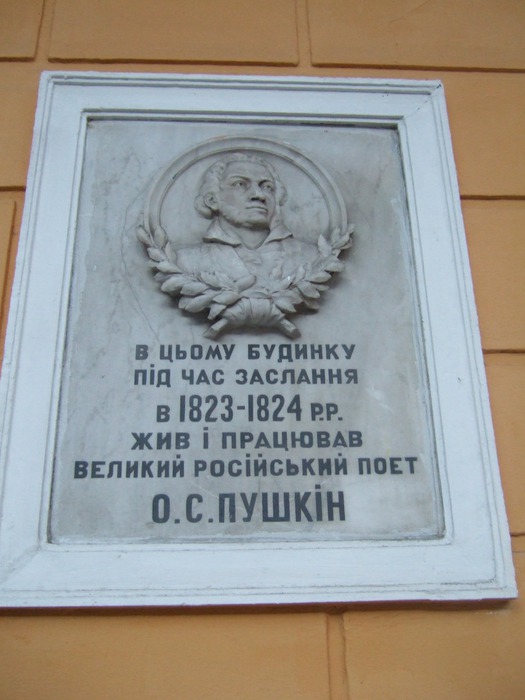 В ЦЬОМУ БУДИНКУ
ПІД ЧАС ЗАСЛАННЯ
В 1823-1824 Р.Р.
ЖИВ І ПРАЦЮВАВ
ВЕЛИКИЙ РОСІЙСЬКИЙ ПОЕТ
О.С.ПУШКІН